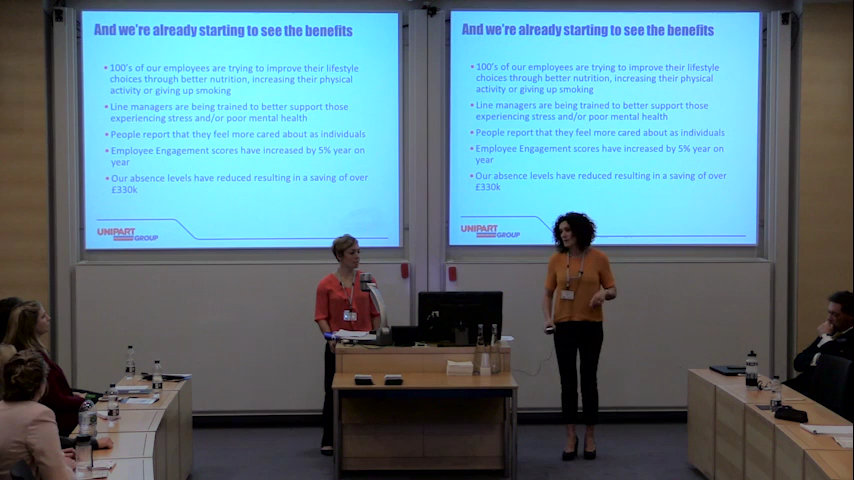 And we're already starting to see the benefits
• 100's of our employees are trying to improve their lifestyle
choices through better nutrition, increasing their physical
activity or giving up smoking
• Line managers are being trained to better support those
experiencing stress and/or poor mental health
• People report that they feel more cared about as individuals
• Employee Engagement scores have increased by 5% year on
year
• Our absence levels have reduced resulting in a saving of over
£330k
UNIPART
GROUP
And we're already starting to see the benefits
• 100's of our employees are trying to improve their lifestyle
choices through better nutrition, increasing their physical
activity or giving up smoking
• Line managers are being trained to better support those
experiencing stress and/or poor mental health
• People report that they feel more cared about as individuals
• Employee Engagement scores have increased by 5% year on
year
• Our absence levels have reduced resulting in a saving of over
£330k
UNIPART
GROUP